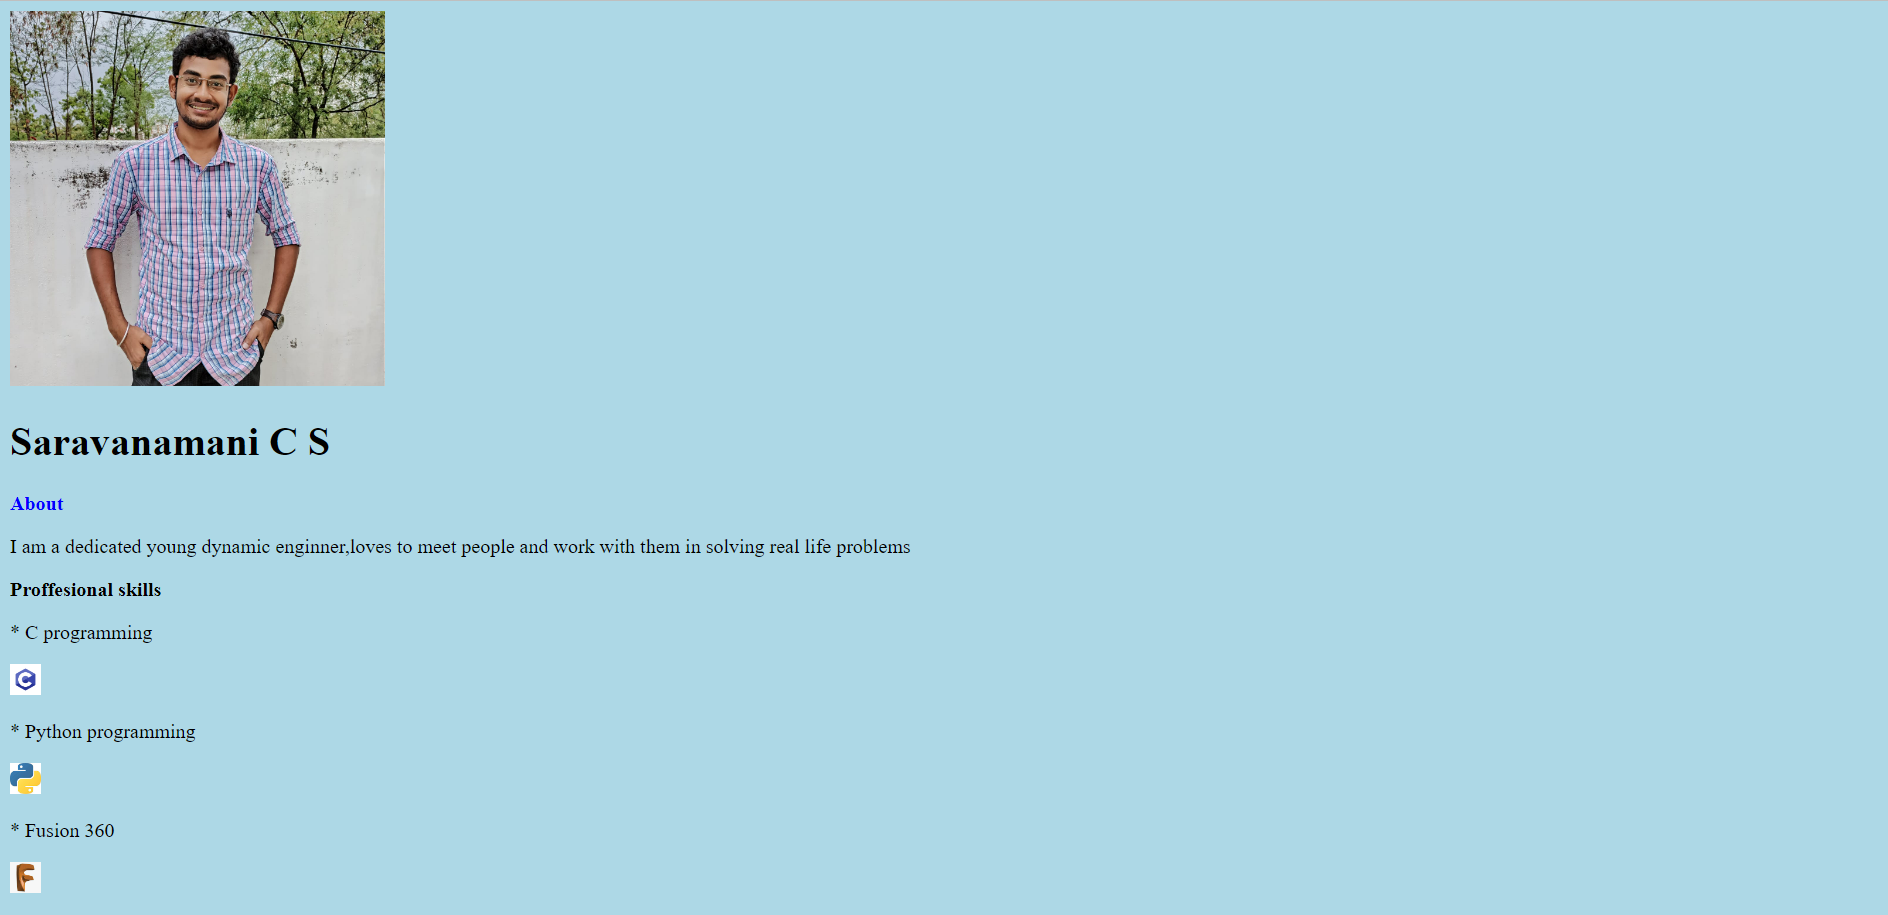 Saravanamani C S
About
I am a dedicated young dynamic enginner,loves to meet people and work with them in solving real life problems
Proffesional skills
* C programming
C
* Python programming
* Fusion 360
F